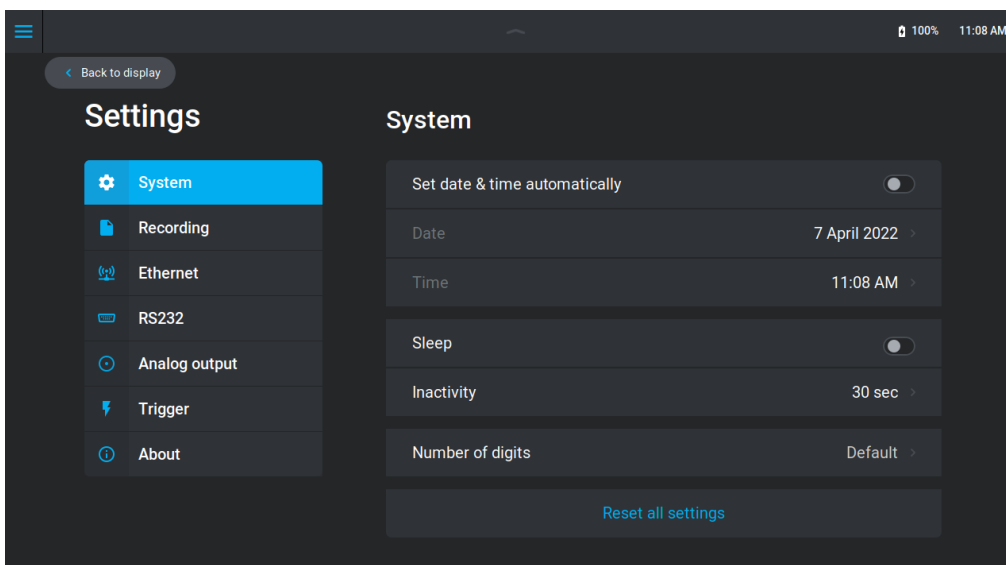 100% 11:08 AM
Back to display
Settings
System
Recording
Ethernet
RS232
Analog output
Trigger
About
System
Set date & time automatically
Date 7 April 2022
Time 11:08 AM
Sleep
Inactivity 30 sec
Number of digits Default
Reset all settings